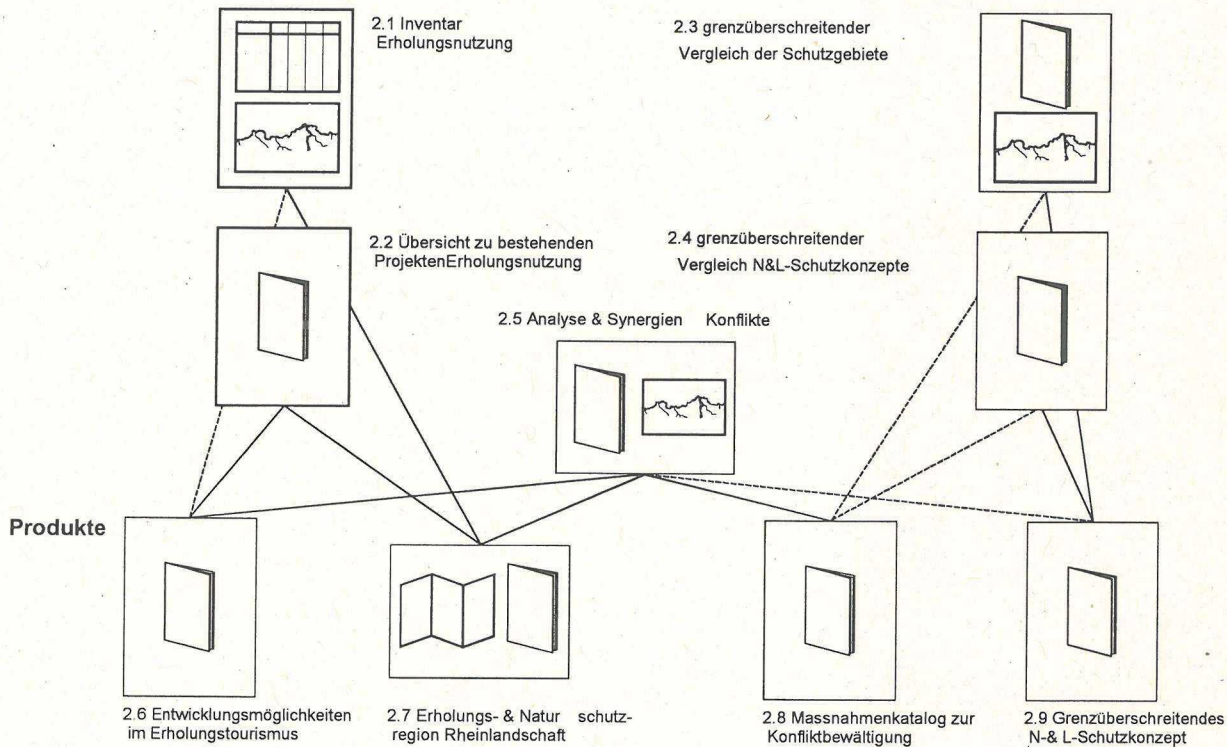 2.1 Inventar
Erholungsnutzung
2.3 grenzüberschreitender
Vergleich der Schutzgebiete
2.2 Übersicht zu bestehenden
ProjektenErholungsnutzung
2.4 grenzüberschreitender
Vergleich N&L-Schutzkonzepte
2.5 Analyse & Synergien Konflikte
Produkte
2.6 Entwicklungsmöglichkeiten
im Erholungstourismus
2.7 Erholungs- & Natur schutz-
region Rheinlandschaft
2.8 Massnahmenkatalog zur
Konfliktbewältigung
2.9 Grenzüberschreitendes
N-& L-Schutzkonzept